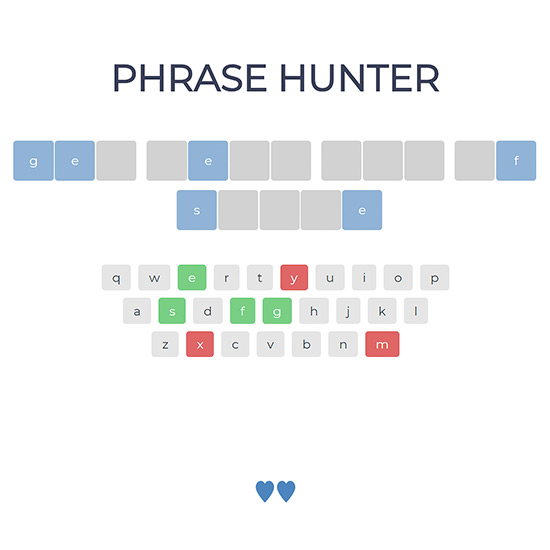 PHRASE HUNTER
g e e f
s e
q w e r t y u i o p
a s d f g h j k l
z x c v b n m